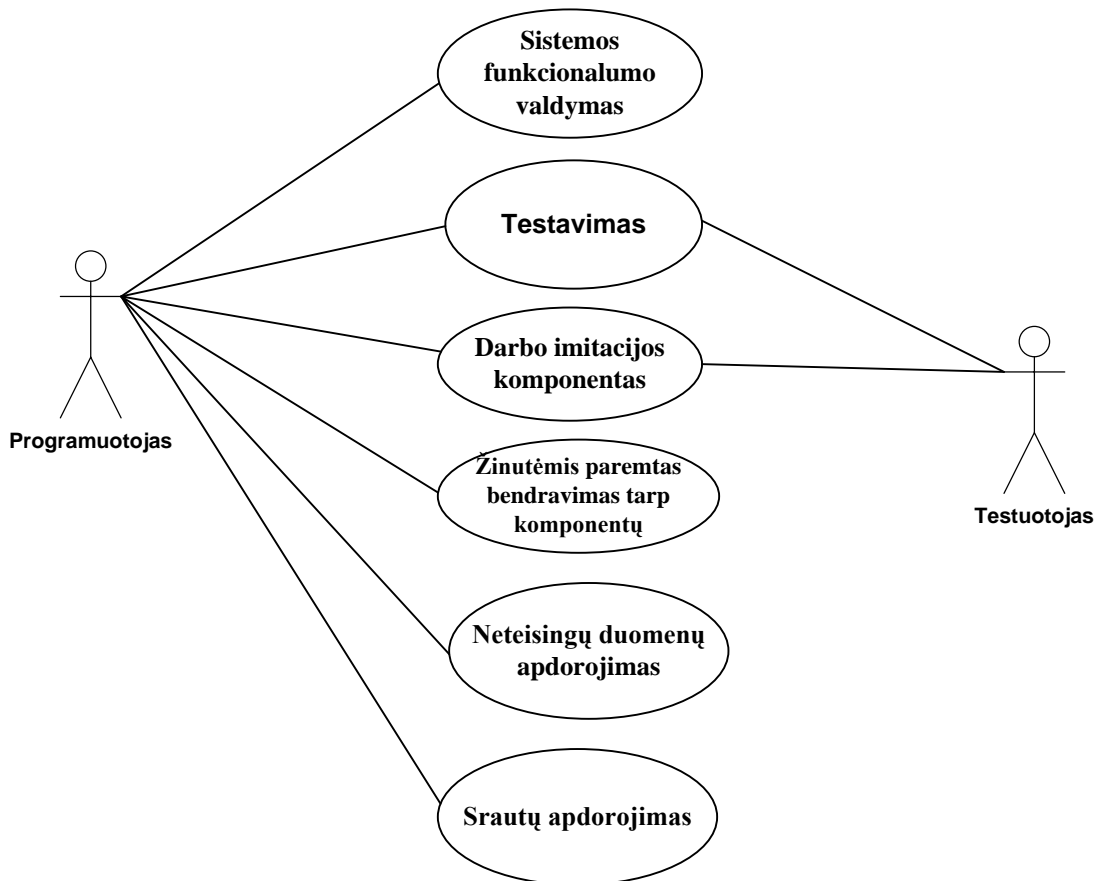 Sistemos
funkcionalumo
valdymas
Testavimas
Darbo imitacijos
komponentas
Programuotojas
Žinutėmis paremtas
bendravimas tarp
komponentų
Testuotojas
Neteisingų duomenų
apdorojimas
Srautų apdorojimas